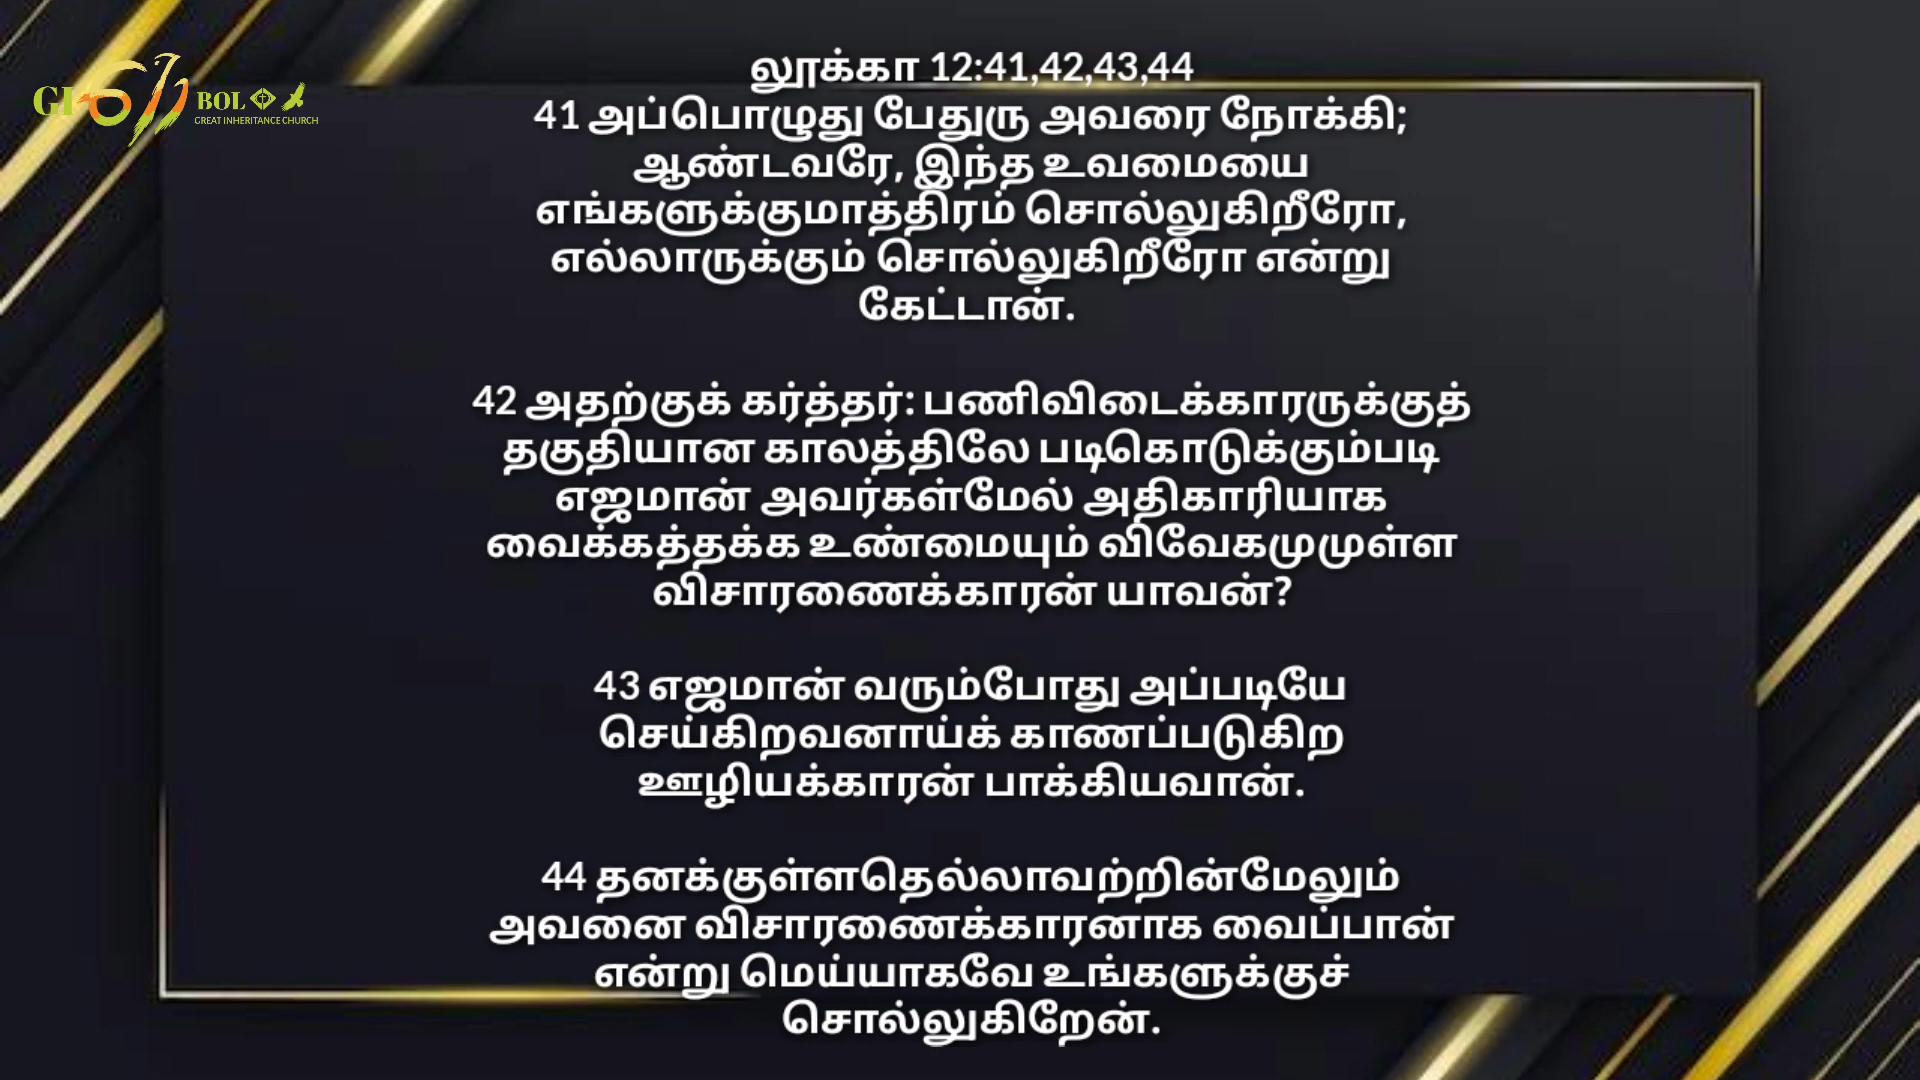 GI
BOL
GREAT INHERITANCE CHURCH
லூக்கா 12:41,42,43,44
41 அப்பொழுது பேதுரு அவரை நோக்கி;
ஆண்டவரே, இந்த உவமையை
எங்களுக்குமாத்திரம் சொல்லுகிறீரோ,
எல்லாருக்கும் சொல்லுகிறீரோ என்று
கேட்டான்.
42 அதற்குக் கர்த்தர்: பணிவிடைக்காரருக்குத்
தகுதியான காலத்திலே படிகொடுக்கும்படி
எஜமான் அவர்கள்மேல் அதிகாரியாக
வைக்கத்தக்க உண்மையும் விவேகமுமுள்ள
விசாரணைக்காரன் யாவன்?
43 எஜமான் வரும்போது அப்படியே
செய்கிறவனாய்க் காணப்படுகிற
ஊழியக்காரன் பாக்கியவான்.
44 தனக்குள்ளதெல்லாவற்றின்மேலும்
அவனை விசாரணைக்காரனாக வைப்பான்
என்று மெய்யாகவே உங்களுக்குச்
சொல்லுகிறேன்.